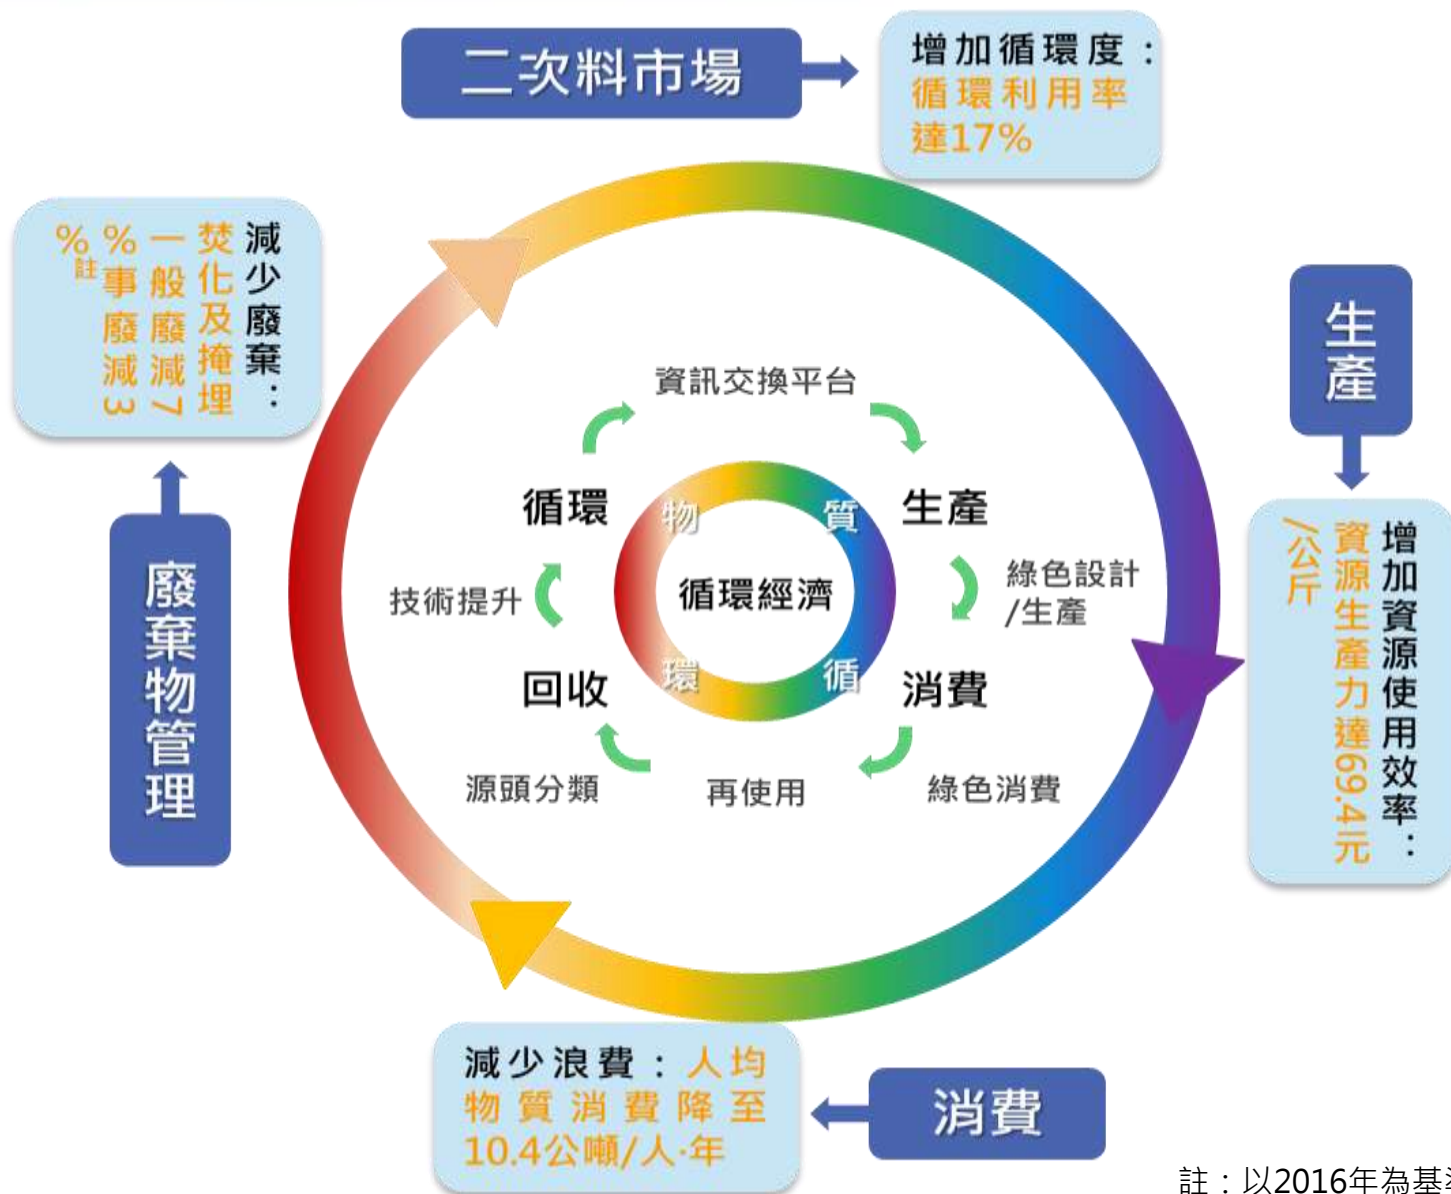 二次料市場
增加循環度：
循環利用率
達17%
減少廢棄：
焚化及掩埋
一般廢減7
%事廢減3
%註
生產
增加資源使用效率：
資源生產力達69.4元
/公斤
資訊交換平台
循環
生產
物質循環
循環經濟
技術提升
綠色設計
/生產
回收
消費
源頭分類
再使用
綠色消費
廢棄物管理
減少浪費：人均
物質消費降至
10.4公噸/人·年
消費
註：以2016年為基